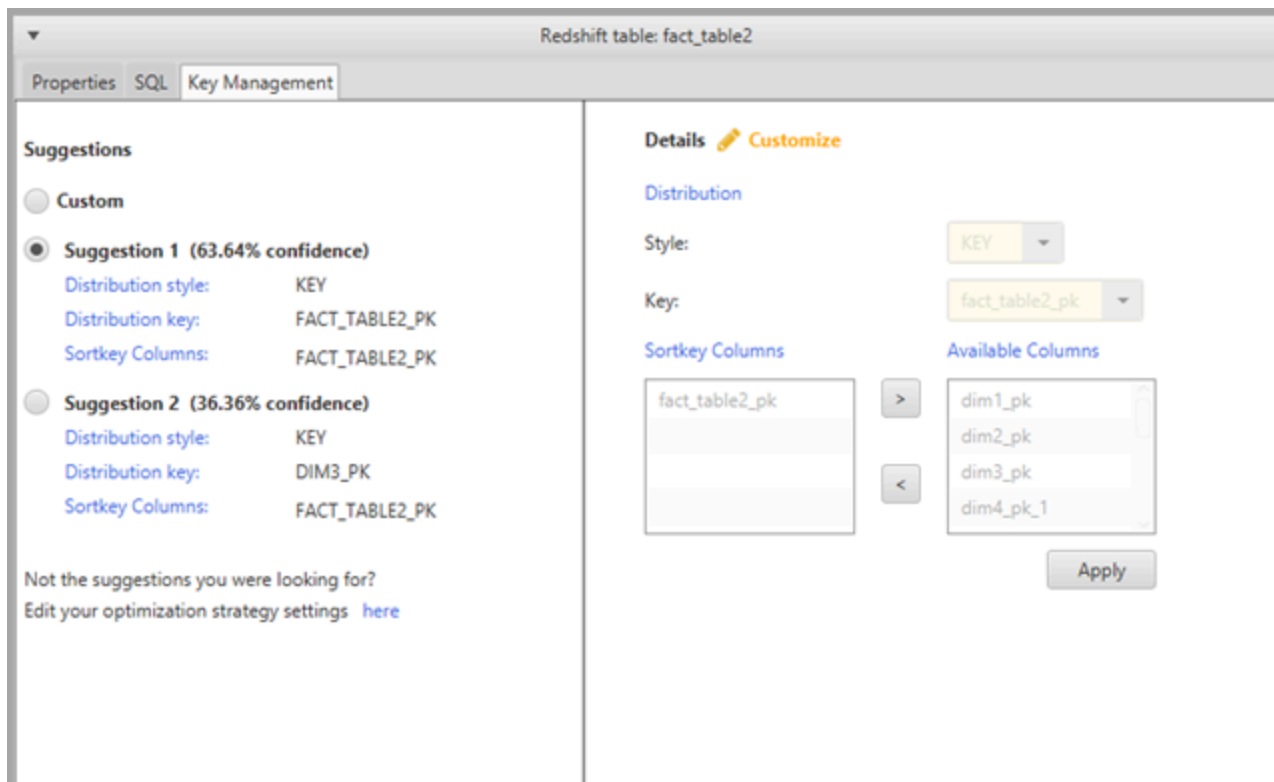 Redshift table: fact_table2
Properties SQL Key Management
Suggestions
Custom
Suggestion 1 (63.64% confidence)
Distribution style: KEY
Distribution key: FACT_TABLE2_PK
Sortkey Columns: FACT_TABLE2_PK
Suggestion 2 (36.36% confidence)
Distribution style: KEY
Distribution key: DIM3_PK
Sortkey Columns: FACT_TABLE2_PK
Not the suggestions you were looking for?
Edit your optimization strategy settings here
Details Customize
Distribution
Style: KEY
Key: fact_table2_pk
Sortkey Columns Available Columns
fact_table2_pk > dim1_pk
dim2_pk
dim3_pk
< dim4_pk_1
Apply